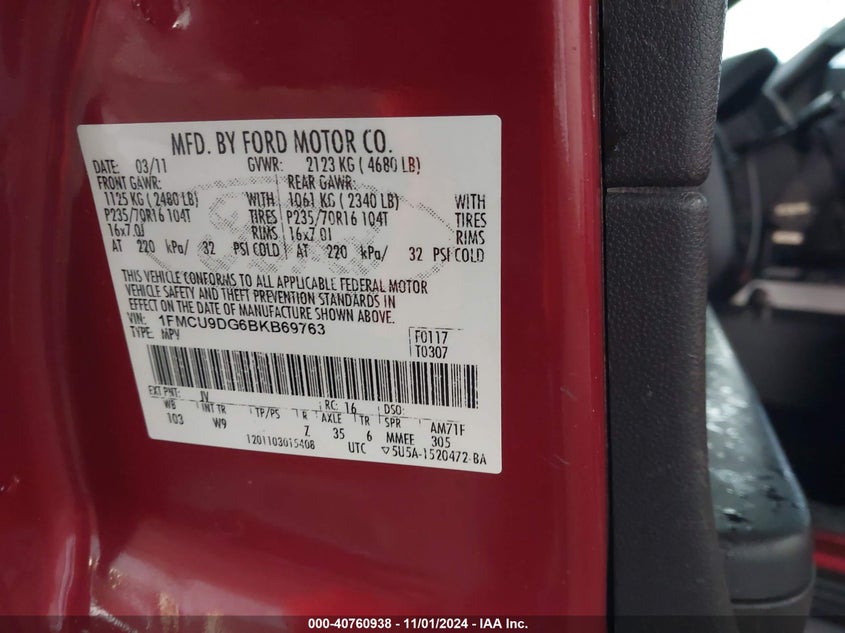 MFD. BY FORD MOTOR CO.
DATE: 03/11 GVWR: 2123 KG ( 4680 LB)
FRONT GAWR: REAR GAWR:
1125 KG ( 2480 LB) WITH 1061 KG ( 2340 LB) WITH
P235/70R16 104T TIRES P235/70R16 104T TIRES
16x7.0J RIMS 16x7.0J RIMS
AT 220 kPa/ 32 PSI COLD AT 220 kPa/ 32 PSI COLD
THIS VEHICLE CONFORMS TO ALL APPLICABLE FEDERAL MOTOR
VEHICLE SAFETY AND THEFT PREVENTION STANDARDS IN
EFFECT ON THE DATE OF MANUFACTURE SHOWN ABOVE.
VIN: 1FMCU9DG6BKB69763
TYPE: MPV
F0117
T0307
EXT PNT: JV RC: 16 DSO:
WB INT TR TP/PS R AXLE TR SPR AM71F
103 W9 Z 35 6 MMEE 305
1201103015408 UTC ▽5U5A-1520472-BA
000-40760938 - 11/01/2024 - IAA Inc.